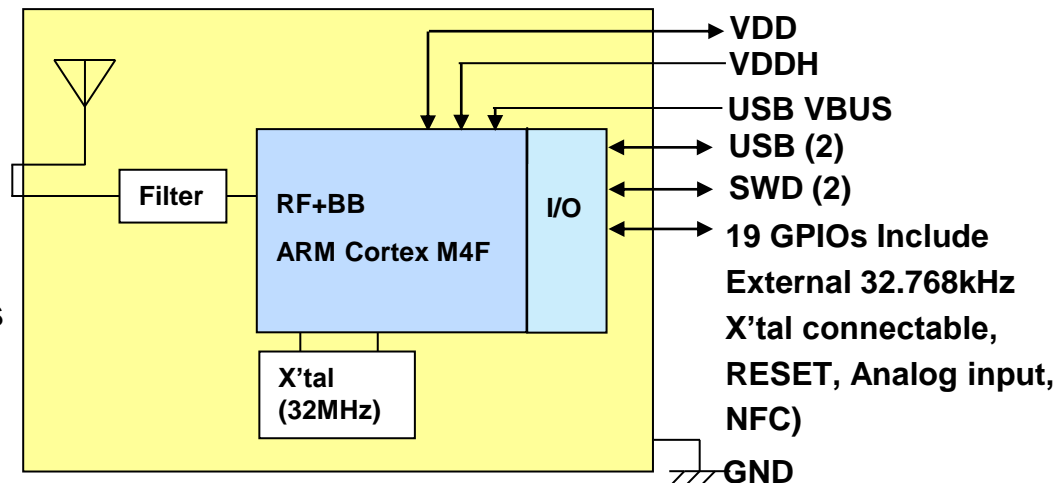 VDD
VDDH
USB VBUS
USB (2)
SWD (2)
19 GPIOs Include
External 32.768kHz
X’tal connectable,
RESET, Analog input,
NFC)
GND
Filter
RF+BB
ARM Cortex M4F
I/O
X’tal
(32MHz)